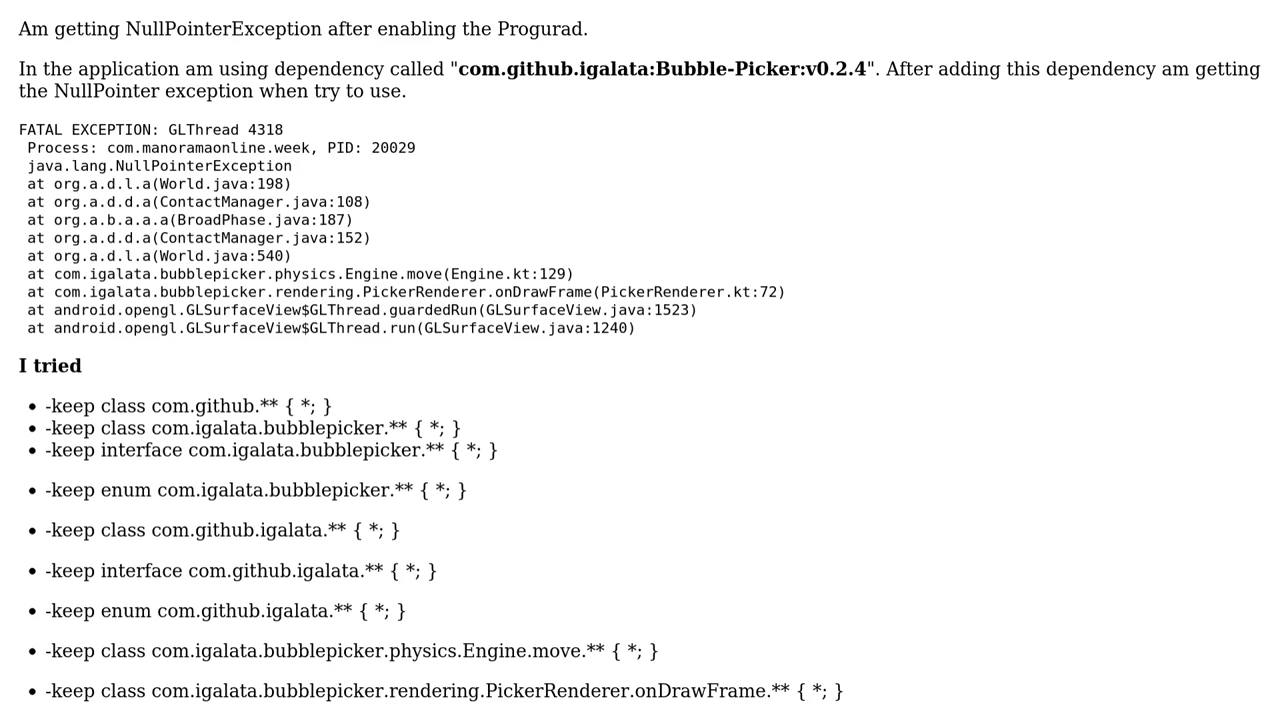 Am getting NullPointerException after enabling the Progurad.
In the application am using dependency called "com.github.igalata:Bubble-Picker:v0.2.4". After adding this dependency am getting
the NullPointer exception when try to use.
FATAL EXCEPTION: GLThread 4318
Process: com.manoramaonline.week, PID: 20029
java.lang.NullPointerException
at org.a.d.l.a(World.java:198)
at org.a.d.d.a(ContactManager.java:108)
at org.a.b.a.a.a(BroadPhase.java:187)
at org.a.d.d.a(ContactManager.java:152)
at org.a.d.l.a(World.java:540)
at com.igalata.bubblepicker.physics.Engine.move(Engine.kt:129)
at com.igalata.bubblepicker.rendering.PickerRenderer.onDrawFrame(PickerRenderer.kt:72)
at android.opengl.GLSurfaceView$GLThread.guardedRun(GLSurfaceView.java:1523)
at android.opengl.GLSurfaceView$GLThread.run(GLSurfaceView.java:1240)
I tried
• -keep class com.github.** { *; }
• -keep class com.igalata.bubblepicker.** { *; }
• -keep interface com.igalata.bubblepicker.** { *; }
• -keep enum com.igalata.bubblepicker.** { *; }
• -keep class com.github.igalata.** { *; }
• -keep interface com.github.igalata.** { *; }
• -keep enum com.github.igalata.** { *; }
• -keep class com.igalata.bubblepicker.physics.Engine.move.** { *; }
• -keep class com.igalata.bubblepicker.rendering.PickerRenderer.onDrawFrame.** { *; }